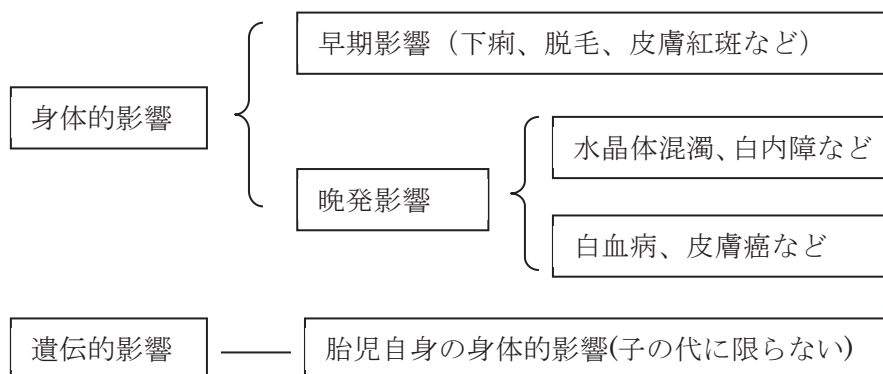 早期影響（下痢、脱毛、皮膚紅斑など）
身体的影響
水晶体混濁、白内障など
晩発影響
白血病、皮膚癌など
遺伝的影響
胎児自身の身体的影響(子の代に限らない)